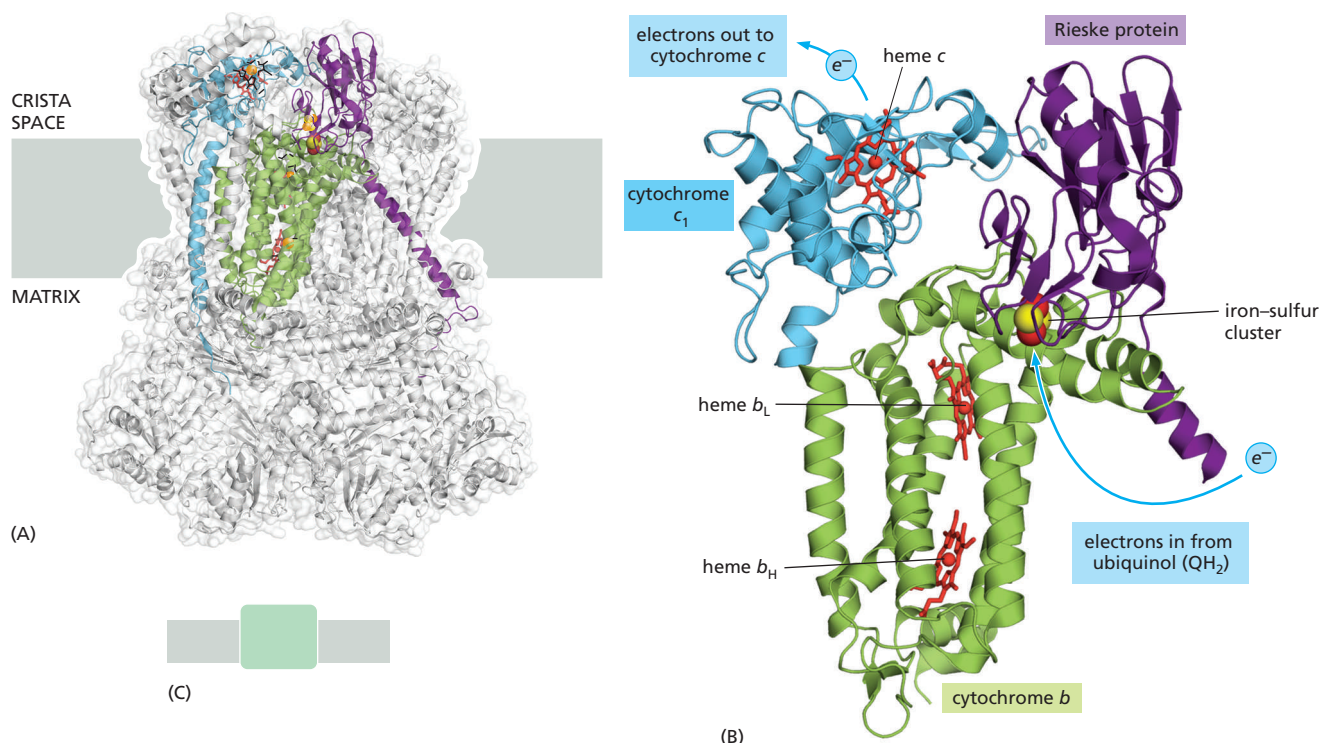 CRISTA
SPACE
MATRIX
(A)
(C)
electrons out to
cytochrome c
e–
heme c
Rieske protein
cytochrome
c1
iron–sulfur
cluster
heme bL
e–
heme bH
electrons in from
ubiquinol (QH2)
cytochrome b
(B)